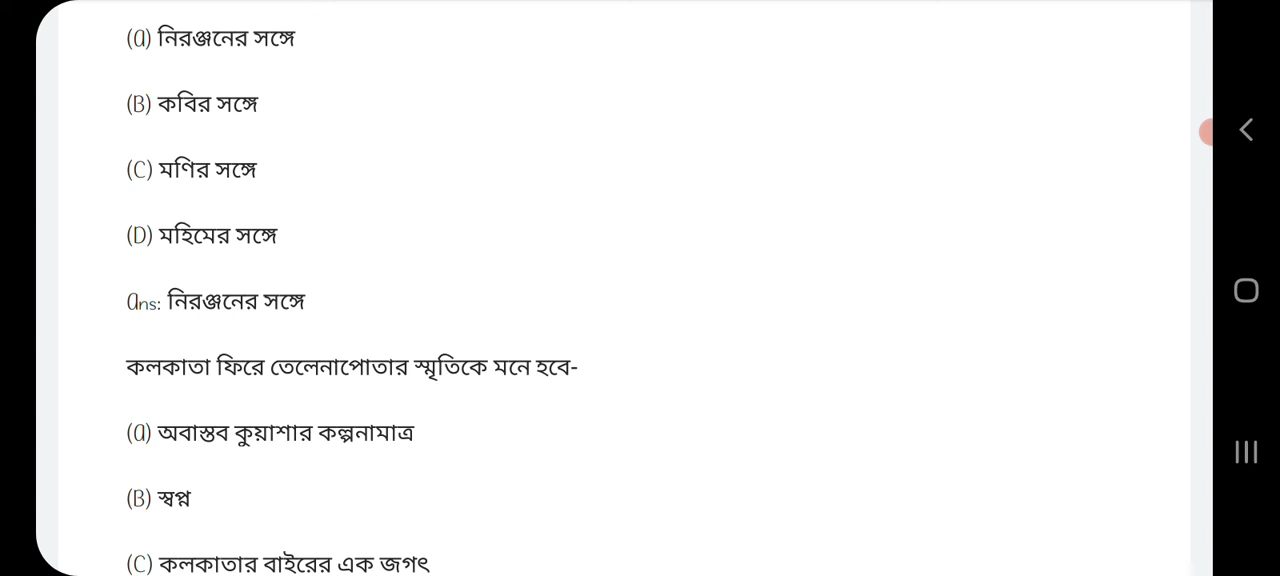 (A) নিরঞ্জনের সঙ্গে
(B) কবির সঙ্গে
(C) মণির সঙ্গে
(D) মহিমের সঙ্গে
Ans: নিরঞ্জনের সঙ্গে
কলকাতা ফিরে তেলেনাপোতার স্মৃতিকে মনে হবে-
(A) অবাস্তব কুয়াশার কল্পনামাত্র
(B) স্বপ্ন
(C) কলকাতার বাইরের এক জগৎ